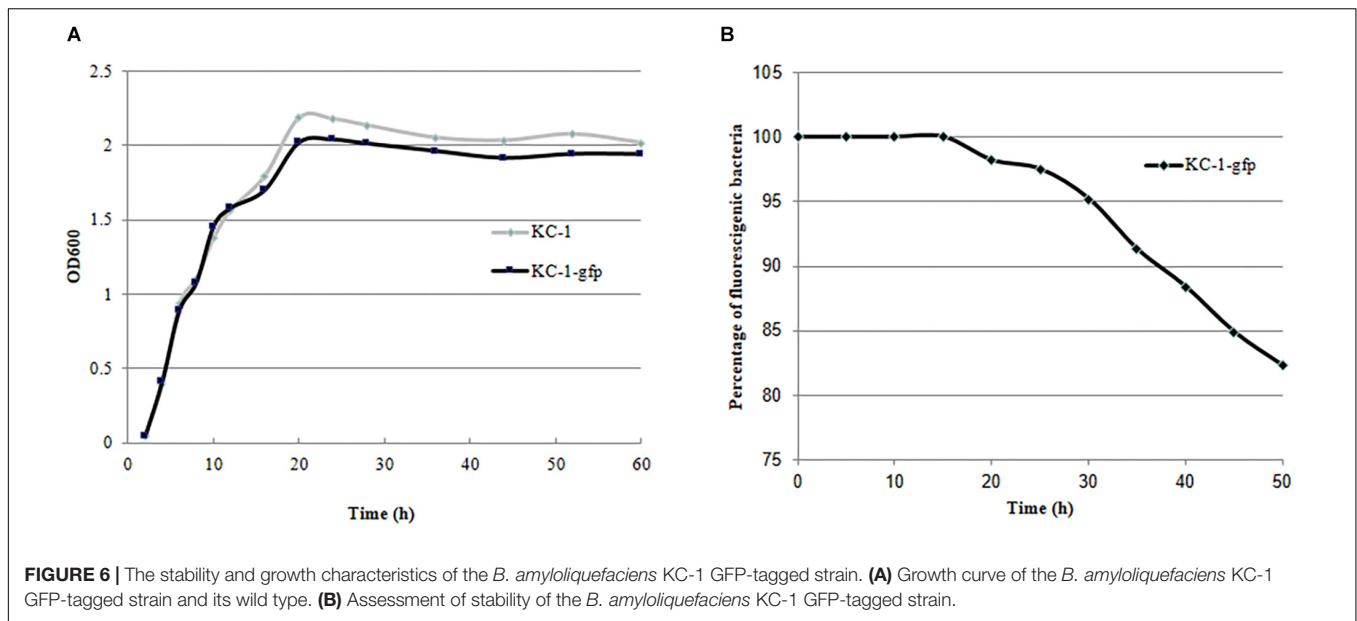 A
2.5
2
1.5
1
0.5
0
OD600
KC-1
KC-1-gfp
0 10 20 30 40 50 60
Time (h)
B
105
100
95
90
85
80
75
Percentage of fluorescigenic bacteria
KC-1-gfp
0 10 20 30 40 50
Time (h)
FIGURE 6 | The stability and growth characteristics of the B. amyloliquefaciens KC-1 GFP-tagged strain. (A) Growth curve of the B. amyloliquefaciens KC-1
GFP-tagged strain and its wild type. (B) Assessment of stability of the B. amyloliquefaciens KC-1 GFP-tagged strain.